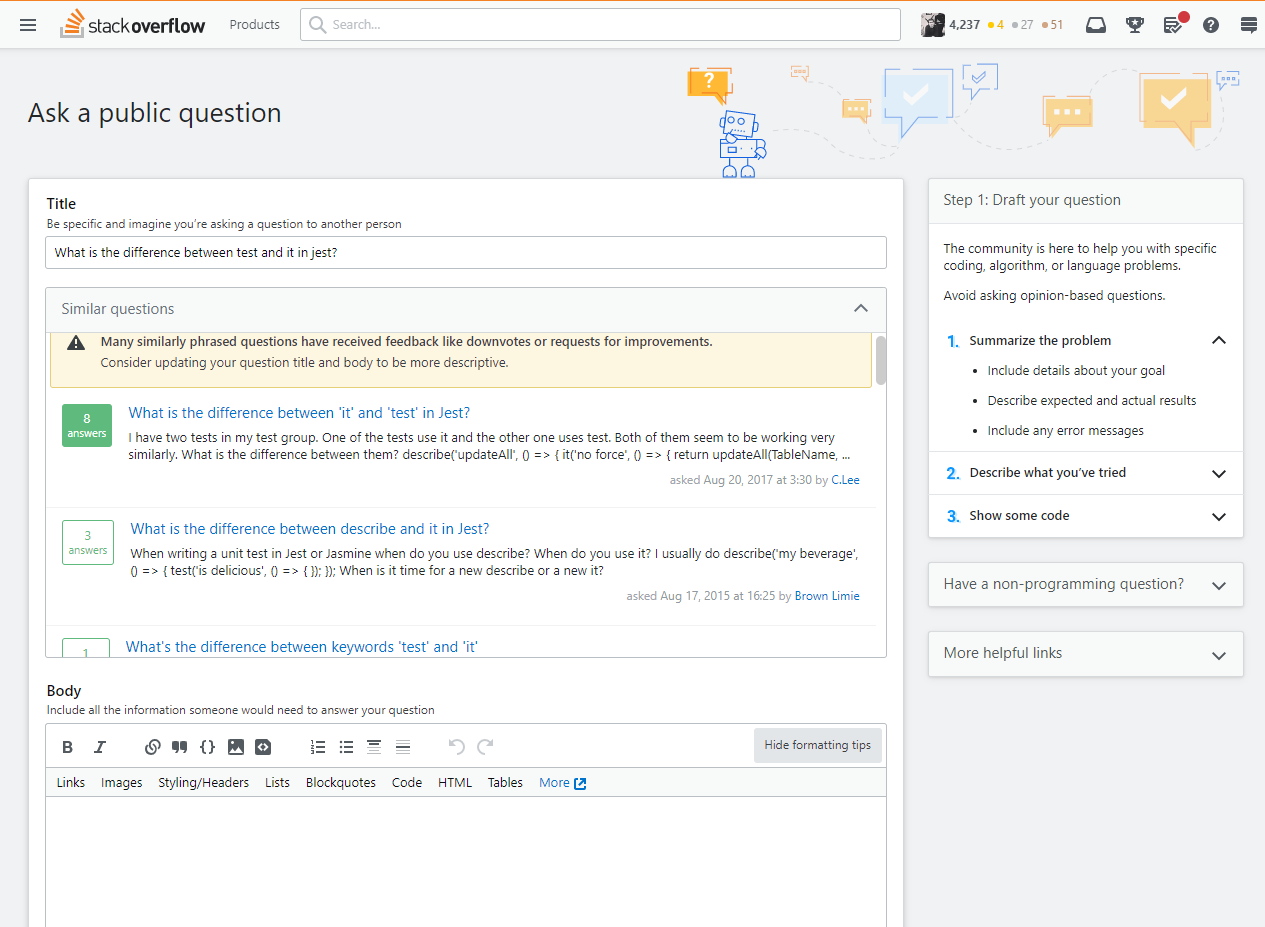 stackoverflow Products Search... 4,237 4 27 51
Ask a public question
Title
Be specific and imagine you're asking a question to another person
What is the difference between test and it in jest?
Similar questions
Many similarly phrased questions have received feedback like downvotes or requests for improvements.
Consider updating your question title and body to be more descriptive.
8
answers
What is the difference between 'it' and 'test' in Jest?
I have two tests in my test group. One of the tests use it and the other one uses test. Both of them seem to be working very
similarly. What is the difference between them? describe('updateAll', () => { it('no force', () => { return updateAll(TableName, ...
asked Aug 20, 2017 at 3:30 by C.Lee
3
answers
What is the difference between describe and it in Jest?
When writing a unit test in Jest or Jasmine when do you use describe? When do you use it? I usually do describe('my beverage',
() => { test('is delicious', () => { }); }); When is it time for a new describe or a new it?
asked Aug 17, 2015 at 16:25 by Brown Limie
1
What's the difference between keywords 'test' and 'it'
Body
Include all the information someone would need to answer your question
B I Hide formatting tips
Links Images Styling/Headers Lists Blockquotes Code HTML Tables More
Step 1: Draft your question
The community is here to help you with specific
coding, algorithm, or language problems.
Avoid asking opinion-based questions.
1. Summarize the problem
• Include details about your goal
• Describe expected and actual results
• Include any error messages
2. Describe what you've tried
3. Show some code
Have a non-programming question?
More helpful links